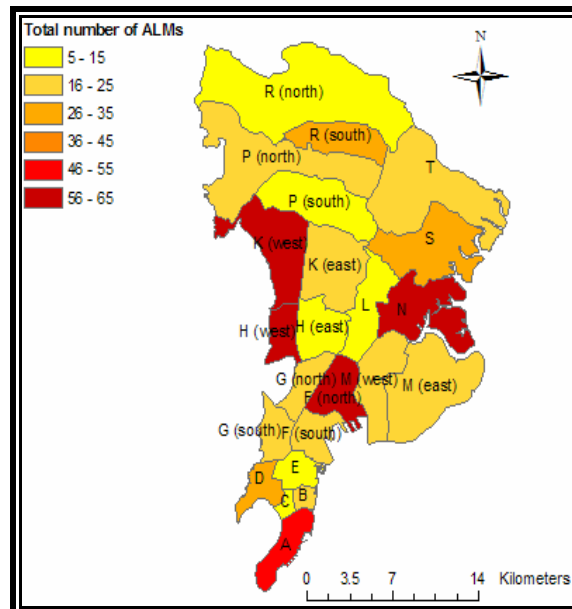 Total number of ALMs
5 - 15
16 - 25
26 - 35
36 - 45
46 - 55
56 - 65
N
R (north)
R (south)
P (north)
T
P (south)
S
K (west)
K (east)
L
N
H (west)
H (east)
G (north)
M (west)
M (east)
F (north)
G (south)
F (south)
E
D
C
B
A
0 3.5 7 14 Kilometers